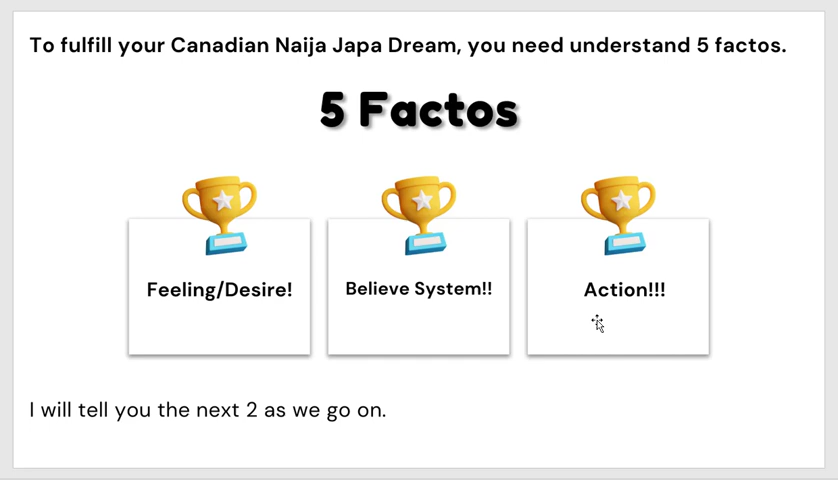 To fulfill your Canadian Naija Japa Dream, you need understand 5 factos.
5 Factos
Feeling/Desire!
Believe System!!
Action!!!
I will tell you the next 2 as we go on.